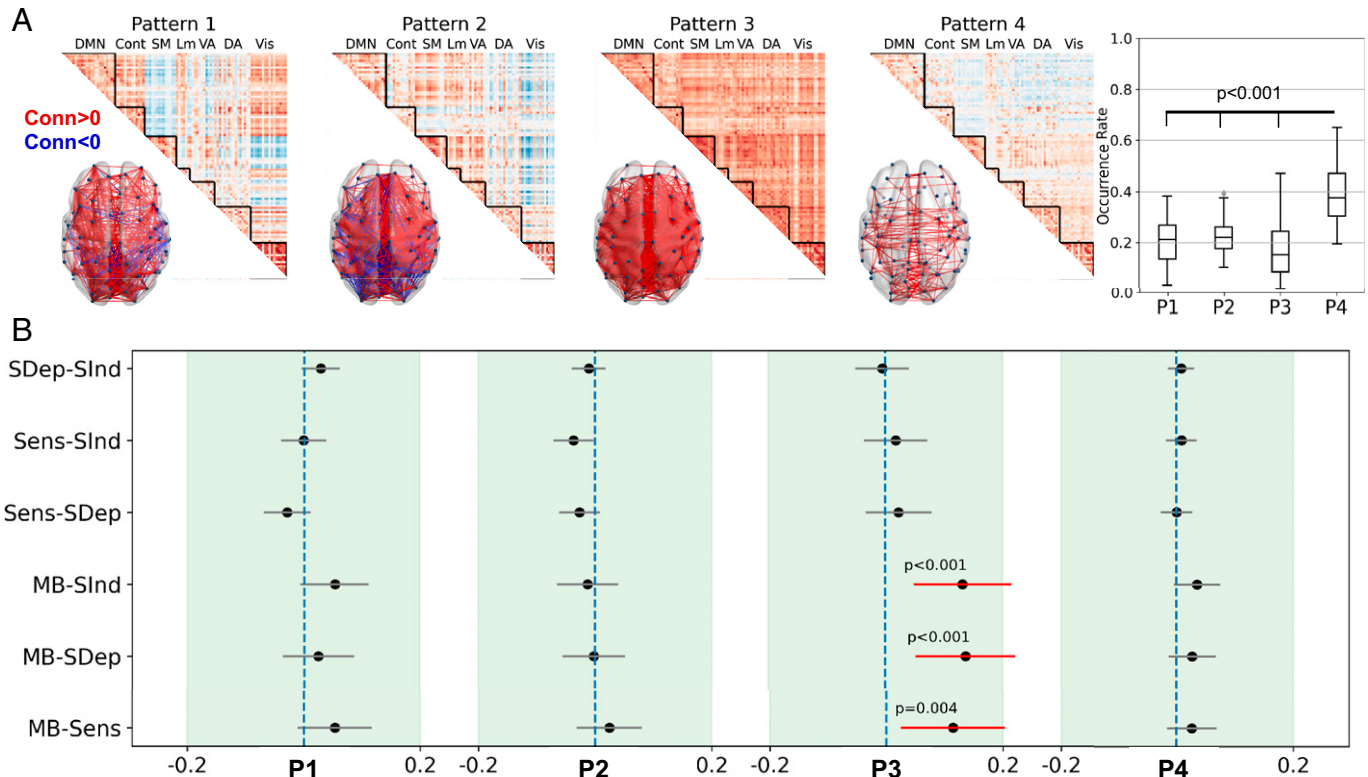 A
Pattern 1
Pattern 2
Pattern 3
Pattern 4
DMN Cont SM Lm VA DA Vis
DMN Cont SM Lm VA DA Vis
DMN Cont SM Lm VA DA Vis
DMN Cont SM Lm VA DA Vis
Conn>0
Conn<0
Occurrence Rate
1.0
0.8
0.6
0.4
0.2
0.0
p<0.001
P1 P2 P3 P4
B
SDep-SInd
Sens-SInd
Sens-SDep
MB-SInd
p<0.001
MB-SDep
p<0.001
MB-Sens
p=0.004
-0.2 P1 0.2 -0.2 P2 0.2 -0.2 P3 0.2 -0.2 P4 0.2